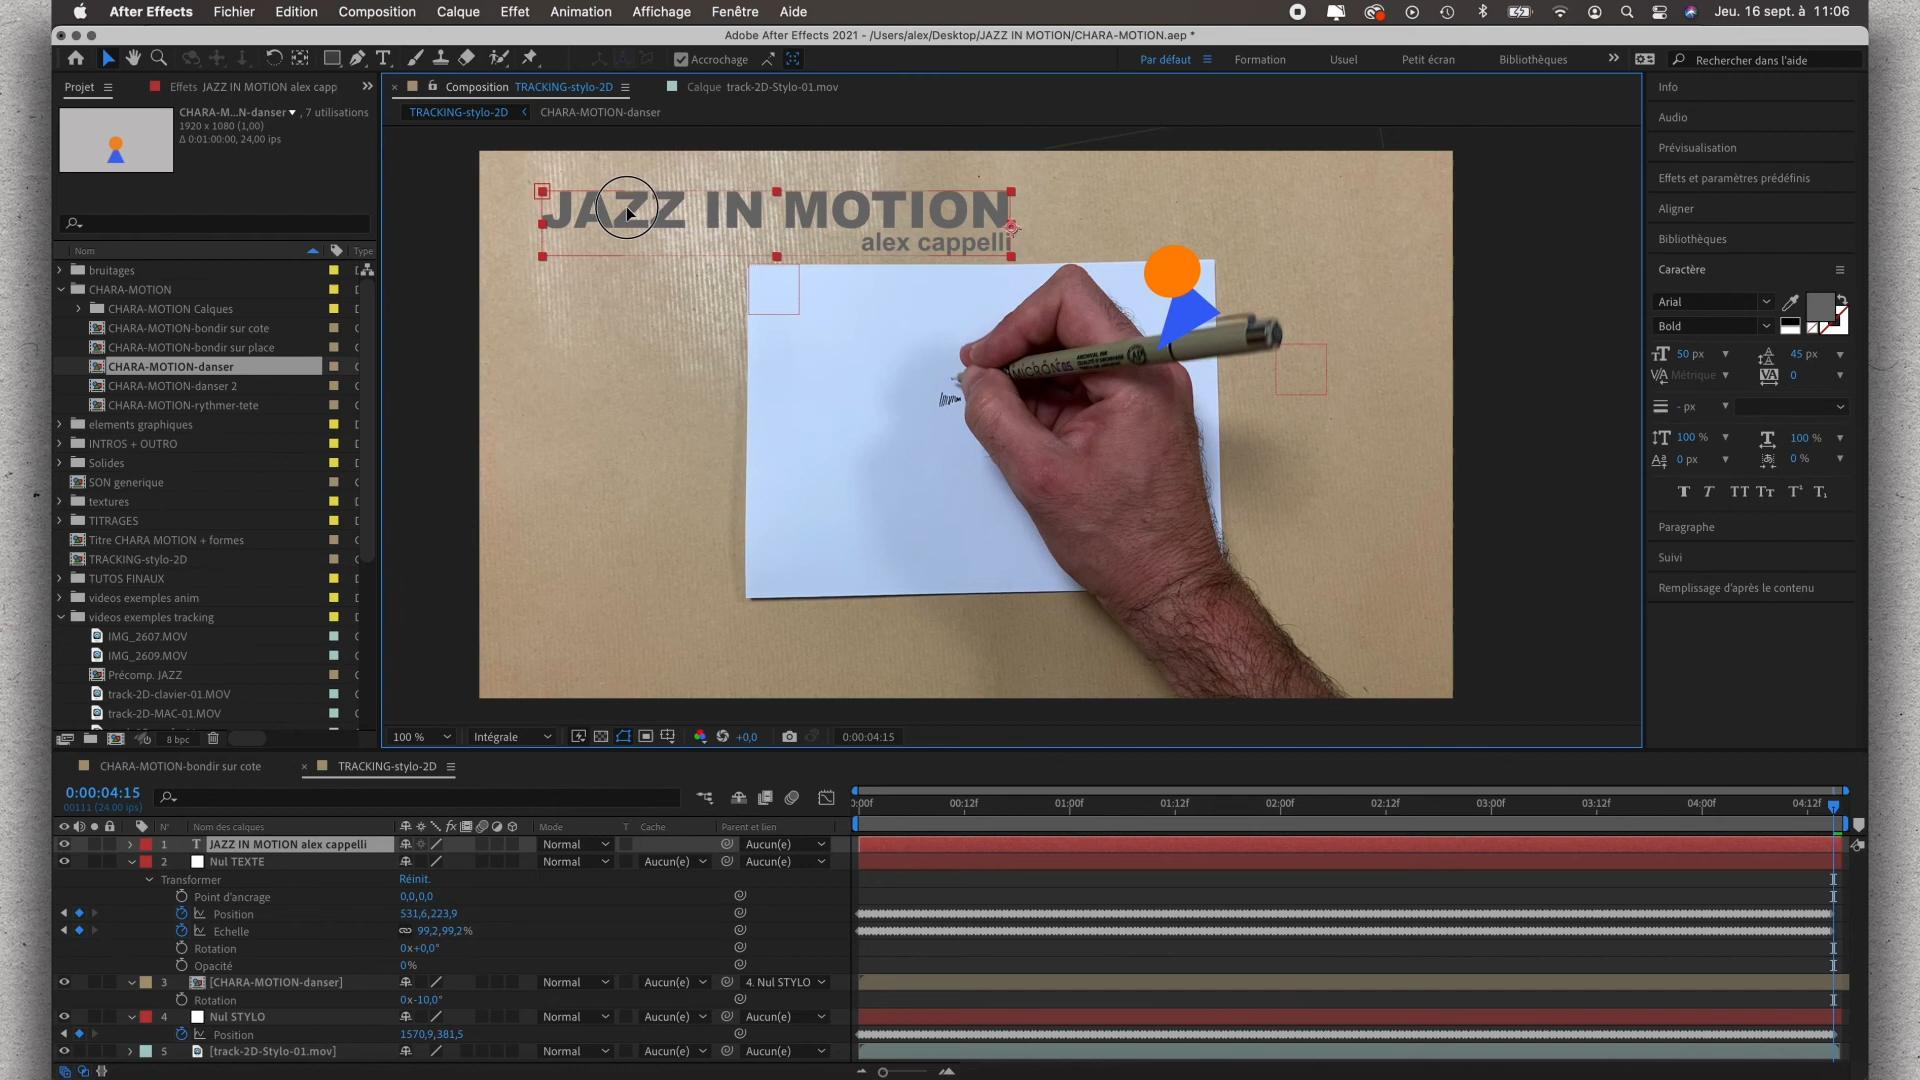 After Effects Fichier Edition Composition Calque Effet Animation Affichage Fenêtre Aide Jeu. 16 sept. à 11:06
Adobe After Effects 2021 - /Users/alex/Desktop/JAZZ IN MOTION/CHARA-MOTION.aep *
Accrochage Par défaut Formation Usuel Petit écran Bibliothèques Rechercher dans l'aide
Projet Effets JAZZ IN MOTION alex capp
Composition TRACKING-stylo-2D Calque track-2D-Stylo-01.mov
TRACKING-stylo-2D CHARA-MOTION-danser
CHARA-M...N-danser , 7 utilisations
1920 x 1080 (1,00)
Δ 0:01:00:00, 24,00 ips
Nom Type
bruitages
CHARA-MOTION
CHARA-MOTION Calques
CHARA-MOTION-bondir sur cote
CHARA-MOTION-bondir sur place
CHARA-MOTION-danser
CHARA-MOTION-danser 2
CHARA-MOTION-rythmer-tete
elements graphiques
INTROS + OUTRO
Solides
SON generique
textures
TITRAGES
Titre CHARA MOTION + formes
TRACKING-stylo-2D
TUTOS FINAUX
videos exemples anim
videos exemples tracking
IMG_2607.MOV
IMG_2609.MOV
Précomp. JAZZ
track-2D-clavier-01.MOV
track-2D-MAC-01.MOV
8 bpc
JAZZ IN MOTION
alex cappelli
MICRON 05
100 % Intégrale +0,0 0:00:04:15
Info
Audio
Prévisualisation
Effets et paramètres prédéfinis
Aligner
Bibliothèques
Caractère
Arial
Bold
50 px 45 px
Métrique 0
- px
100 % 100 %
0 px 0 %
T T TT Tt T¹ T₁
Paragraphe
Suivi
Remplissage d'après le contenu
CHARA-MOTION-bondir sur cote TRACKING-stylo-2D
0:00:04:15
00111 (24.00 ips)
:00f 00:12f 01:00f 01:12f 02:00f 02:12f 03:00f 03:12f 04:00f 04:12f
N° Nom des calques Mode T Cache Parent et lien
1 T JAZZ IN MOTION alex cappelli Normal Aucun(e)
2 Nul TEXTE Normal Aucun(e) Aucun(e)
Transformer Réinit.
Point d'ancrage 0,0,0,0
Position 531,6,223,9
Echelle 99,2,99,2%
Rotation 0x+0,0°
Opacité 0%
3 [CHARA-MOTION-danser] Normal Aucun(e) 4. Nul STYLO
Rotation 0x-10,0°
4 Nul STYLO Normal Aucun(e) Aucun(e)
Position 1570,9,381,5
5 [track-2D-Stylo-01.mov] Normal Aucun(e) Aucun(e)